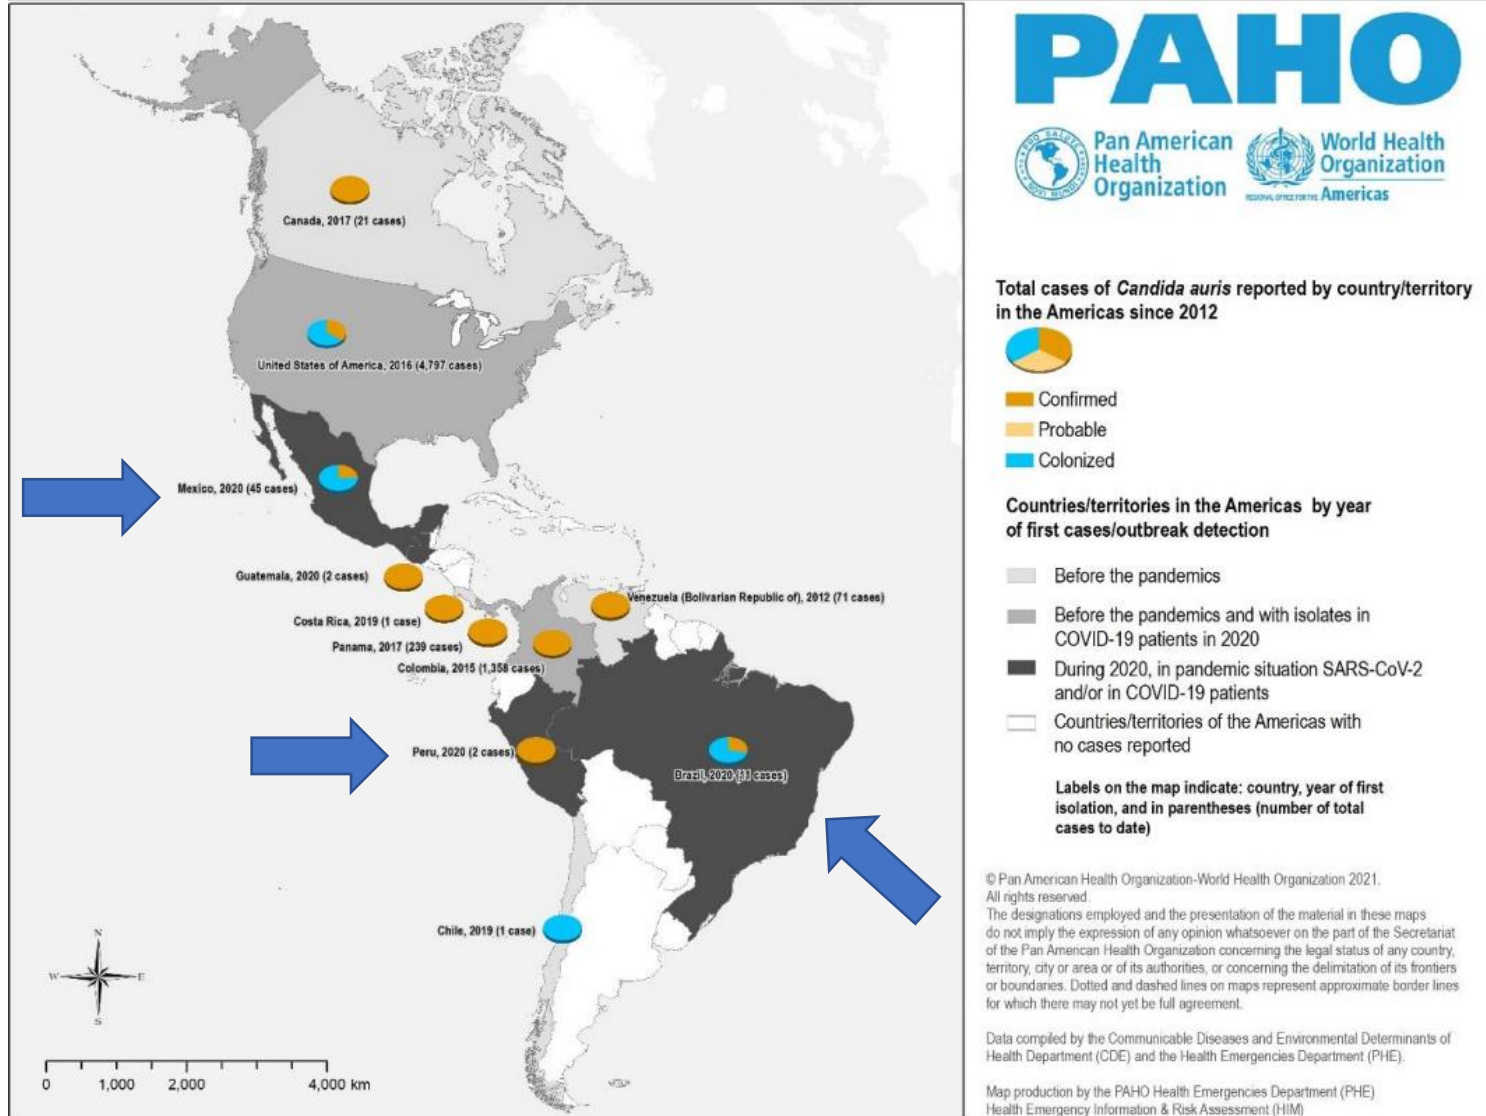 PAHO
Pan American
Health
Organization
World Health
Organization
REGIONAL OFFICE FOR THE Americas
PRO SALUTE
NOVI MUNDI
Total cases of Candida auris reported by country/territory
in the Americas since 2012
Confirmed
Probable
Colonized
Countries/territories in the Americas by year
of first cases/outbreak detection
Before the pandemics
Before the pandemics and with isolates in
COVID-19 patients in 2020
During 2020, in pandemic situation SARS-CoV-2
and/or in COVID-19 patients
Countries/territories of the Americas with
no cases reported
Labels on the map indicate: country, year of first
isolation, and in parentheses (number of total
cases to date)
© Pan American Health Organization-World Health Organization 2021.
All rights reserved.
The designations employed and the presentation of the material in these maps
do not imply the expression of any opinion whatsoever on the part of the Secretariat
of the Pan American Health Organization concerning the legal status of any country,
territory, city or area or of its authorities, or concerning the delimitation of its frontiers
or boundaries. Dotted and dashed lines on maps represent approximate border lines
for which there may not yet be full agreement.
Data compiled by the Communicable Diseases and Environmental Determinants of
Health Department (CDE) and the Health Emergencies Department (PHE).
Map production by the PAHO Health Emergencies Department (PHE)
Health Emergency Information & Risk Assessment (HIM)
Canada, 2017 (21 cases)
United States of America, 2016 (4,797 cases)
Mexico, 2020 (45 cases)
Guatemala, 2020 (2 cases)
Venezuela (Bolivarian Republic of), 2012 (71 cases)
Costa Rica, 2019 (1 case)
Panama, 2017 (239 cases)
Colombia, 2015 (1,358 cases)
Peru, 2020 (2 cases)
Brazil, 2020 (11 cases)
Chile, 2019 (1 case)
N
W E
S
0 1,000 2,000 4,000 km